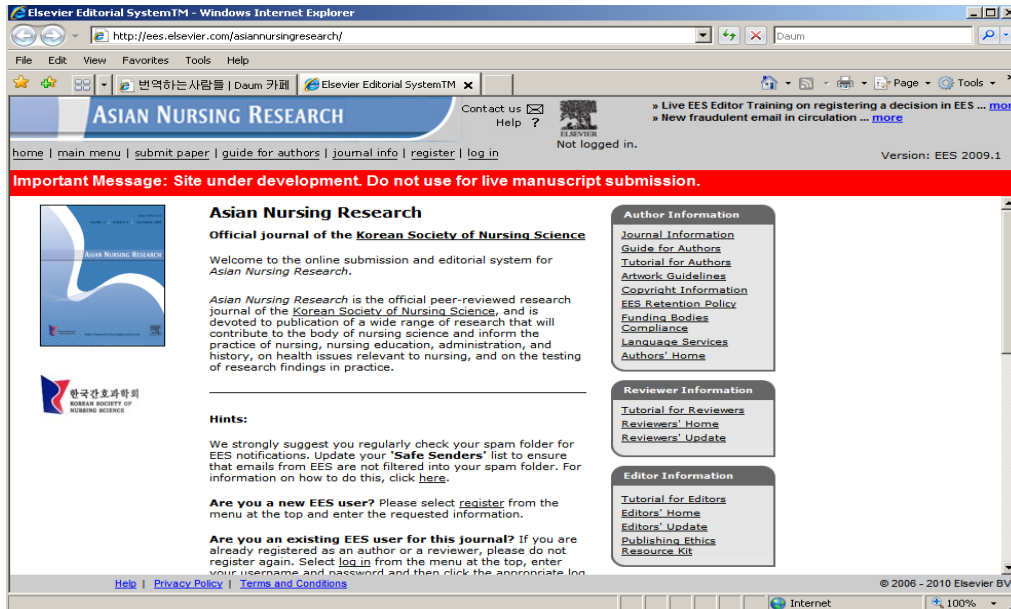 Elsevier Editorial SystemTM - Windows Internet Explorer
http://ees.elsevier.com/asiannursingresearch/
Daum
File Edit View Favorites Tools Help
번역하는사람들 | Daum 카페
Elsevier Editorial SystemTM
Page
Tools
ASIAN NURSING RESEARCH
Contact us
Help ?
ELSEVIER
» Live EES Editor Training on registering a decision in EES ... mor
» New fraudulent email in circulation ... more
Not logged in.
home | main menu | submit paper | guide for authors | journal info | register | log in
Version: EES 2009.1
Important Message: Site under development. Do not use for live manuscript submission.
ASIAN NURSING RESEARCH
한국간호과학회
KOREAN SOCIETY OF
NURSING SCIENCE
Asian Nursing Research
Official journal of the Korean Society of Nursing Science
Welcome to the online submission and editorial system for
Asian Nursing Research.
Asian Nursing Research is the official peer-reviewed research
journal of the Korean Society of Nursing Science, and is
devoted to publication of a wide range of research that will
contribute to the body of nursing science and inform the
practice of nursing, nursing education, administration, and
history, on health issues relevant to nursing, and on the testing
of research findings in practice.
Hints:
We strongly suggest you regularly check your spam folder for
EES notifications. Update your 'Safe Senders' list to ensure
that emails from EES are not filtered into your spam folder. For
information on how to do this, click here.
Are you a new EES user? Please select register from the
menu at the top and enter the requested information.
Are you an existing EES user for this journal? If you are
already registered as an author or a reviewer, please do not
register again. Select log in from the menu at the top, enter
your username and password and then click the appropriate log
Author Information
Journal Information
Guide for Authors
Tutorial for Authors
Artwork Guidelines
Copyright Information
EES Retention Policy
Funding Bodies
Compliance
Language Services
Authors' Home
Reviewer Information
Tutorial for Reviewers
Reviewers' Home
Reviewers' Update
Editor Information
Tutorial for Editors
Editors' Home
Editors' Update
Publishing Ethics
Resource Kit
Help | Privacy Policy | Terms and Conditions
© 2006 - 2010 Elsevier BV
Internet
100%